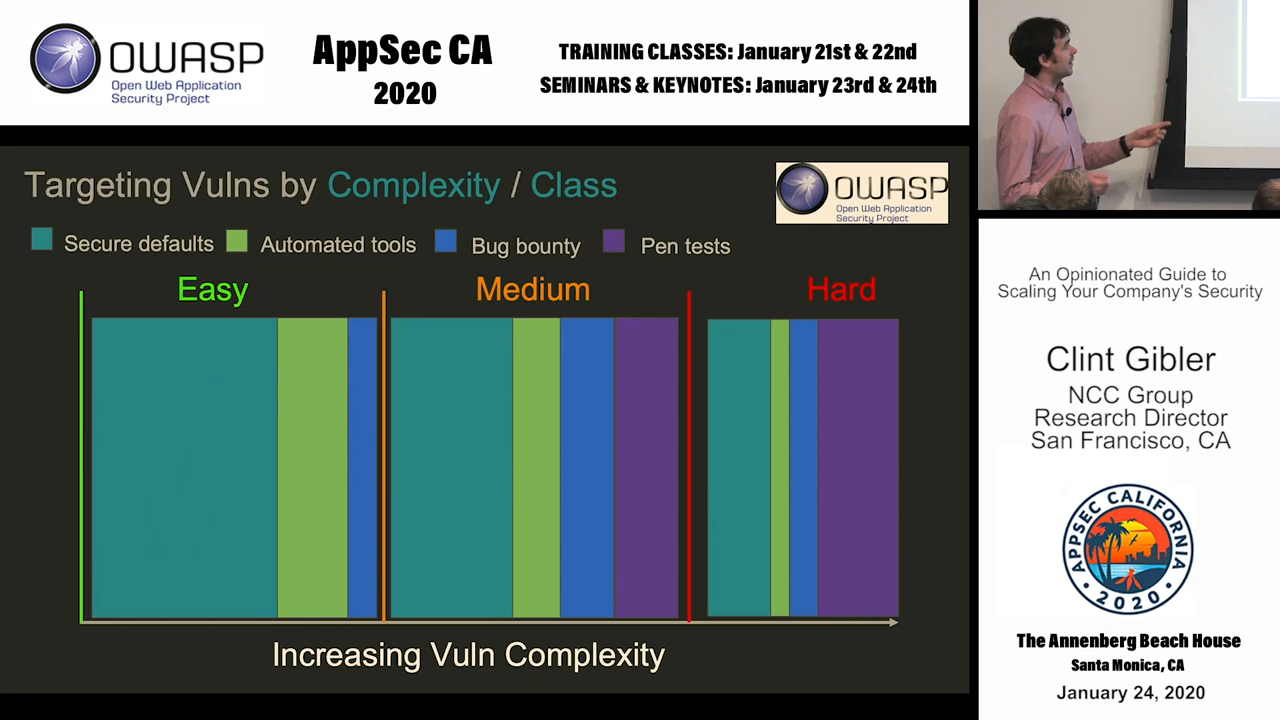 OWASP
Open Web Application
Security Project
AppSec CA
2020
TRAINING CLASSES: January 21st & 22nd
SEMINARS & KEYNOTES: January 23rd & 24th
Targeting Vulns by Complexity / Class
OWASP
Open Web Application
Security Project
Secure defaults
Automated tools
Bug bounty
Pen tests
Easy
Medium
Hard
Increasing Vuln Complexity
An Opinionated Guide to
Scaling Your Company's Security
Clint Gibler
NCC Group
Research Director
San Francisco, CA
APPSEC CALIFORNIA
• 2020 •
The Annenberg Beach House
Santa Monica, CA
January 24, 2020